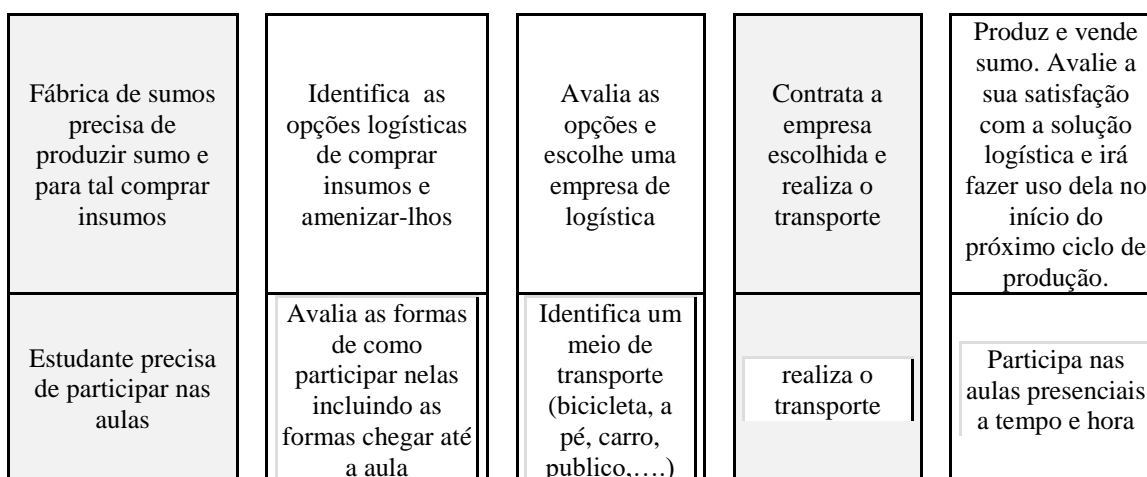 Fábrica de sumos
precisa de
produzir sumo e
para tal comprar
insumos
Identifica as
opções logísticas
de comprar
insumos e
amenizar-lhos
Avalia as
opções e
escolhe uma
empresa de
logística
Contrata a
empresa
escolhida e
realiza o
transporte
Produz e vende
sumo. Avalie a
sua satisfação
com a solução
logística e irá
fazer uso dela no
início do
próximo ciclo de
produção.
Estudante precisa
de participar nas
aulas
Avalia as formas
de como
participar nelas
incluindo as
formas chegar até
a aula
Identifica um
meio de
transporte
(bicicleta, a
pé, carro,
publico,….)
realiza o
transporte
Participa nas
aulas presenciais
a tempo e hora